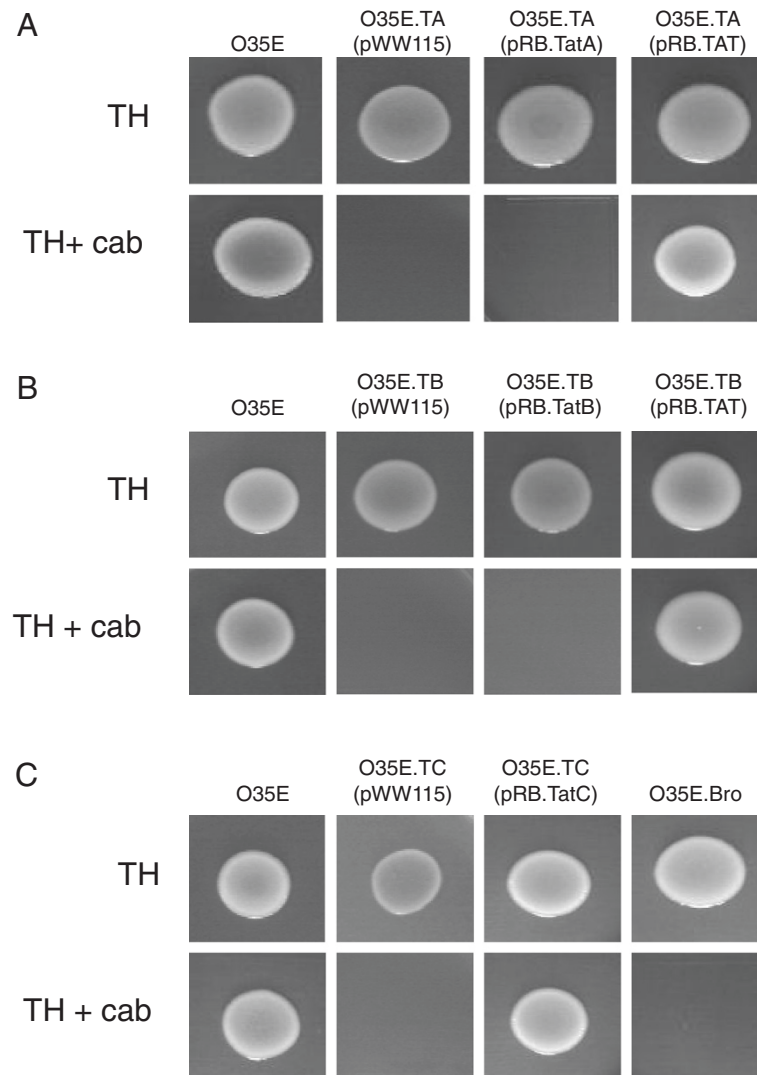 A
O35E
O35E.TA
(pWW115)
O35E.TA
(pRB.TatA)
O35E.TA
(pRB.TAT)
TH
TH+ cab
B
O35E
O35E.TB
(pWW115)
O35E.TB
(pRB.TatB)
O35E.TB
(pRB.TAT)
TH
TH + cab
C
O35E
O35E.TC
(pWW115)
O35E.TC
(pRB.TatC)
O35E.Bro
TH
TH + cab